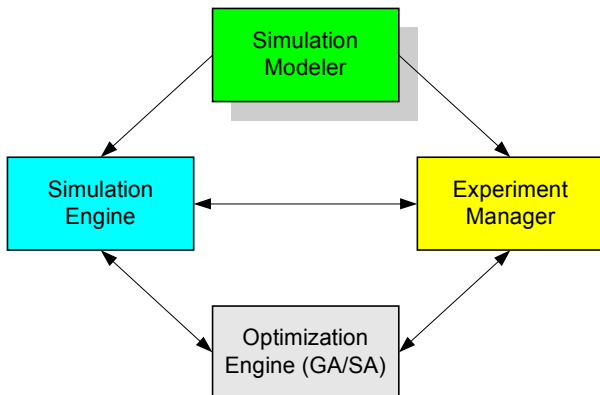 Simulation
Modeler
Simulation
Engine
Experiment
Manager
Optimization
Engine (GA/SA)